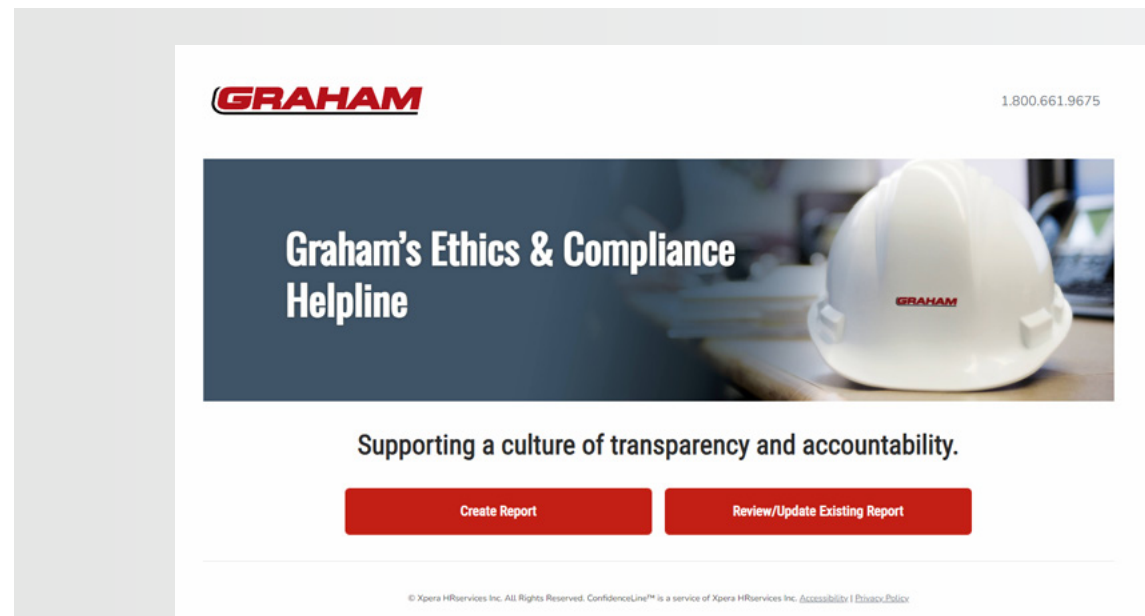 GRAHAM
1.800.661.9675
Graham's Ethics & Compliance
Helpline
GRAHAM
Supporting a culture of transparency and accountability.
Create Report
Review/Update Existing Report
© Xpera HRservices Inc. All Rights Reserved. ConfidenceLine™ is a service of Xpera HRservices Inc. Accessibility | Privacy Policy